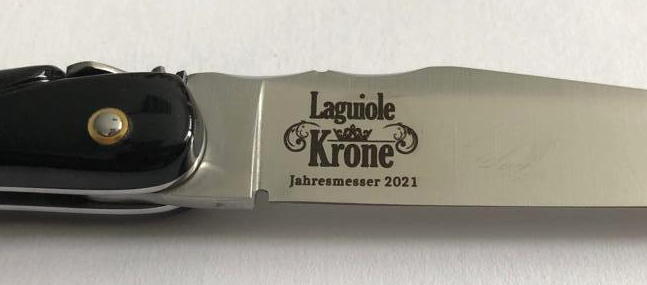 Laguiole
Krone
Jahresmesser 2021